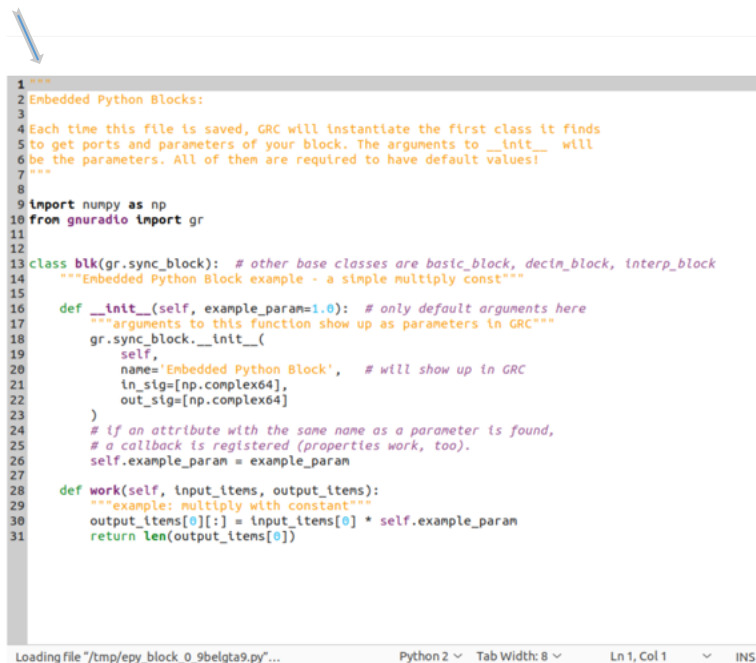 1 """
2 Embedded Python Blocks:
3
4 Each time this file is saved, GRC will instantiate the first class it finds
5 to get ports and parameters of your block. The arguments to __init__  will
6 be the parameters. All of them are required to have default values!
7 """
8
9 import numpy as np
10 from gnuradio import gr
11
12
13 class blk(gr.sync_block):  # other base classes are basic_block, decim_block, interp_block
14     """Embedded Python Block example - a simple multiply const"""
15
16     def __init__(self, example_param=1.0):  # only default arguments here
17         """arguments to this function show up as parameters in GRC"""
18         gr.sync_block.__init__(
19             self,
20             name='Embedded Python Block',   # will show up in GRC
21             in_sig=[np.complex64],
22             out_sig=[np.complex64]
23         )
24         # if an attribute with the same name as a parameter is found,
25         # a callback is registered (properties work, too).
26         self.example_param = example_param
27
28     def work(self, input_items, output_items):
29         """example: multiply with constant"""
30         output_items[0][:] = input_items[0] * self.example_param
31         return len(output_items[0])
Loading file "/tmp/epy_block_0_9belgta9.py"... Python 2 Tab Width: 8 Ln 1, Col 1 INS